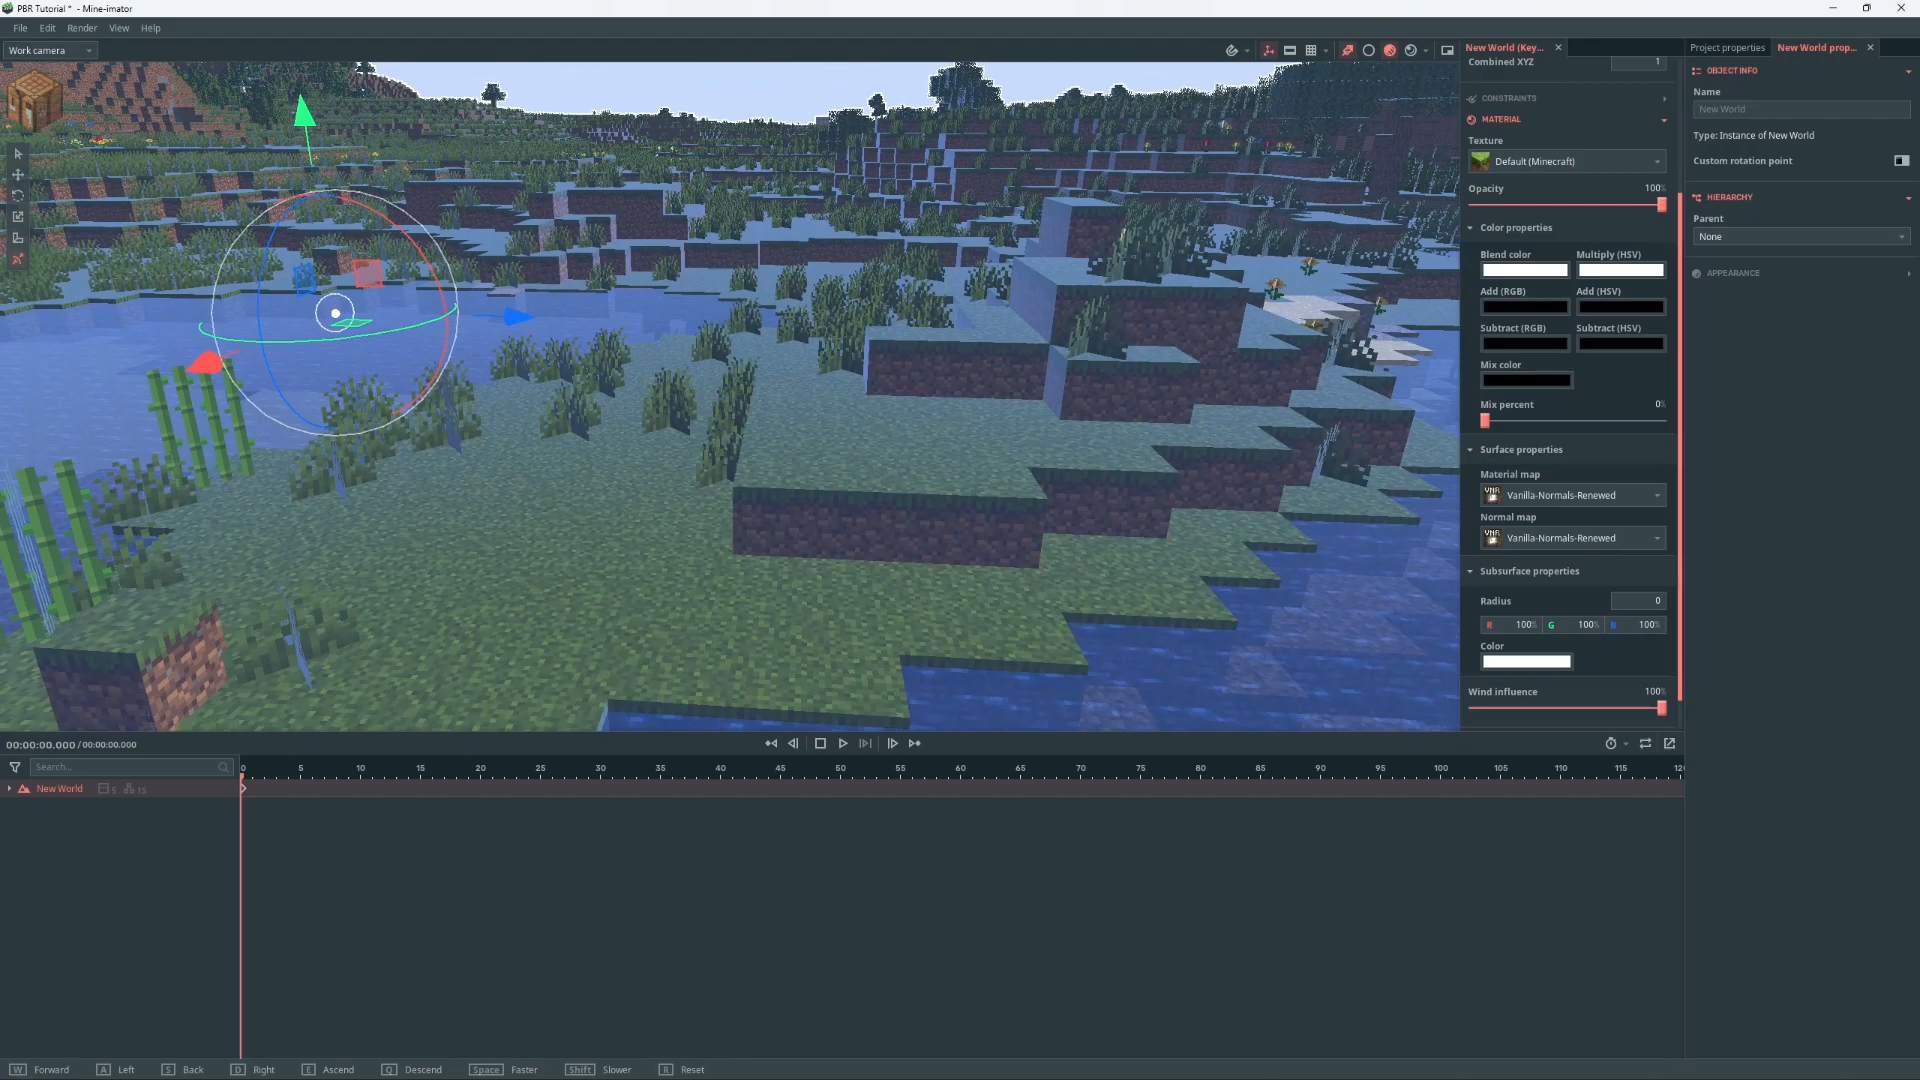 PBR Tutorial * - Mine-imator
File Edit Render View Help
Work camera
New World (Key...
Combined XYZ 1
CONSTRAINTS
MATERIAL
Texture
Default (Minecraft)
Opacity 100%
Color properties
Blend color Multiply (HSV)
Add (RGB) Add (HSV)
Subtract (RGB) Subtract (HSV)
Mix color
Mix percent 0%
Surface properties
Material map
VNR Vanilla-Normals-Renewed
Normal map
VNR Vanilla-Normals-Renewed
Subsurface properties
Radius 0
R 100% G 100% B 100%
Color
Wind influence 100%
Project properties New World prop...
OBJECT INFO
Name
New World
Type: Instance of New World
Custom rotation point
HIERARCHY
Parent
None
APPEARANCE
00:00:00.000 / 00:00:00.000
Search...
0 5 10 15 20 25 30 35 40 45 50 55 60 65 70 75 80 85 90 95 100 105 110 115
New World 5 15
W Forward A Left S Back D Right E Ascend Q Descend Space Faster Shift Slower R Reset